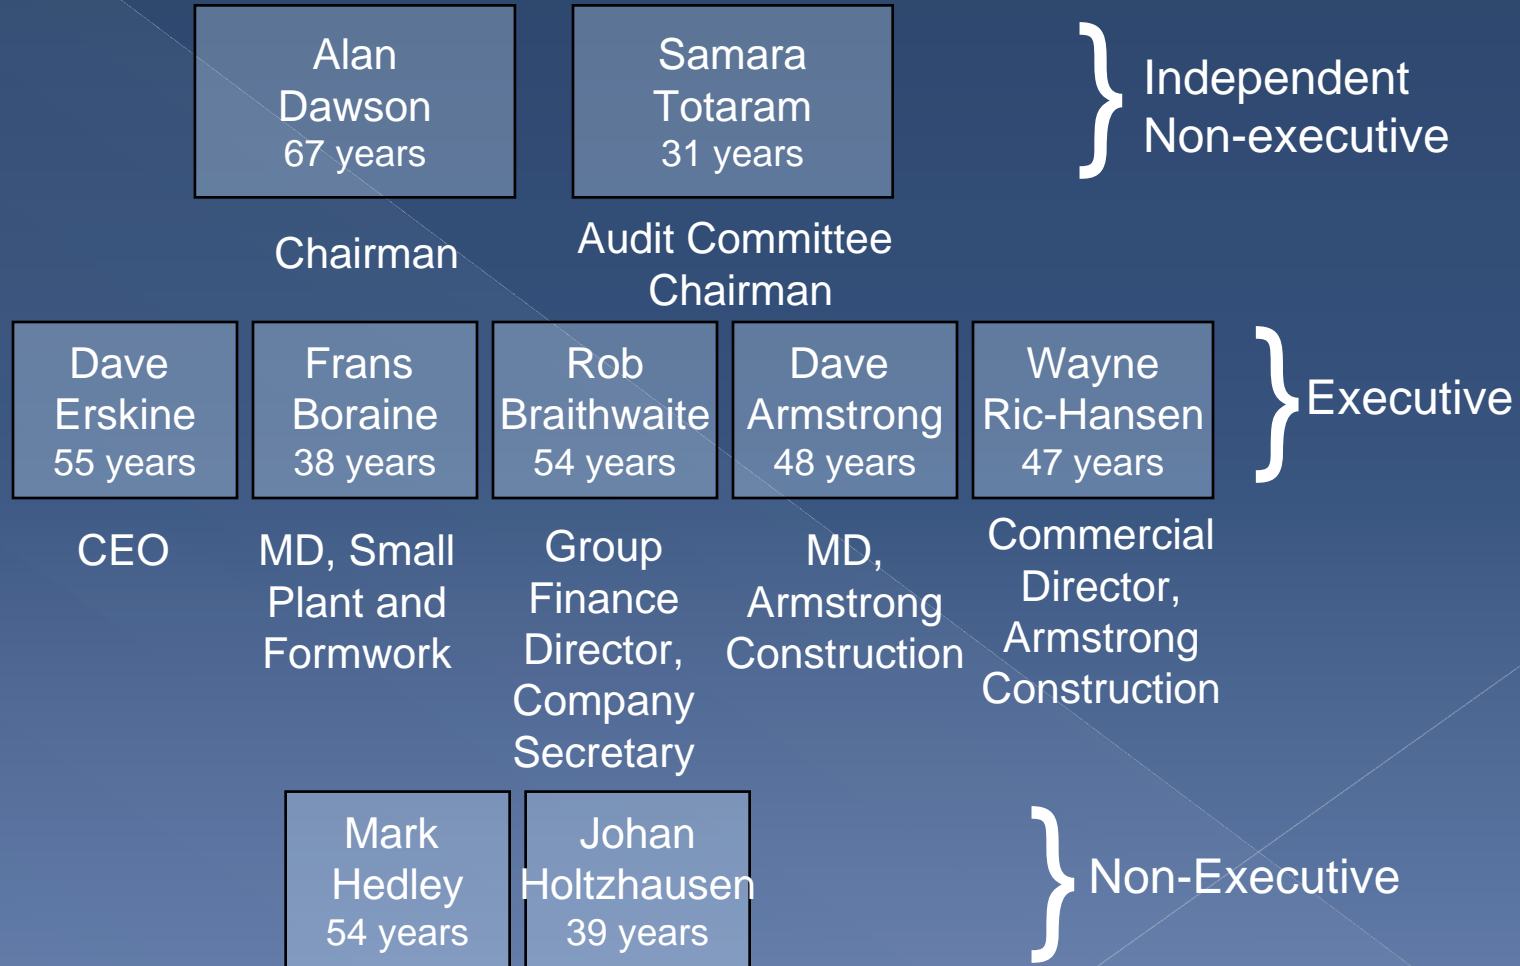 Alan
Dawson
67 years
Samara
Totaram
31 years
}
Independent
Non-executive
Chairman
Audit Committee
Chairman
Dave
Erskine
55 years
Frans
Boraine
38 years
Rob
Braithwaite
54 years
Dave
Armstrong
48 years
Wayne
Ric-Hansen
47 years
}
Executive
CEO
MD, Small
Plant and
Formwork
Group
Finance
Director,
Company
Secretary
MD,
Armstrong
Construction
Commercial
Director,
Armstrong
Construction
Mark
Hedley
54 years
Johan
Holtzhausen
39 years
}
Non-Executive